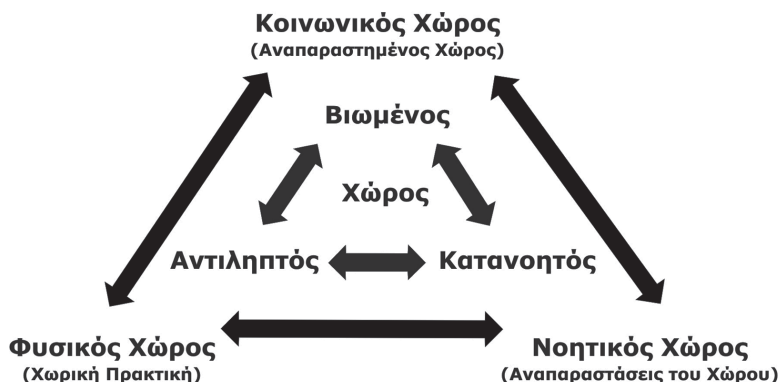 Κοινωνικός Χώρος
(Αναπαραστημένος Χώρος)
Βιωμένος
Χώρος
Αντιληπτός
Κατανοητός
Φυσικός Χώρος
(Χωρική Πρακτική)
Νοητικός Χώρος
(Αναπαραστάσεις του Χώρου)